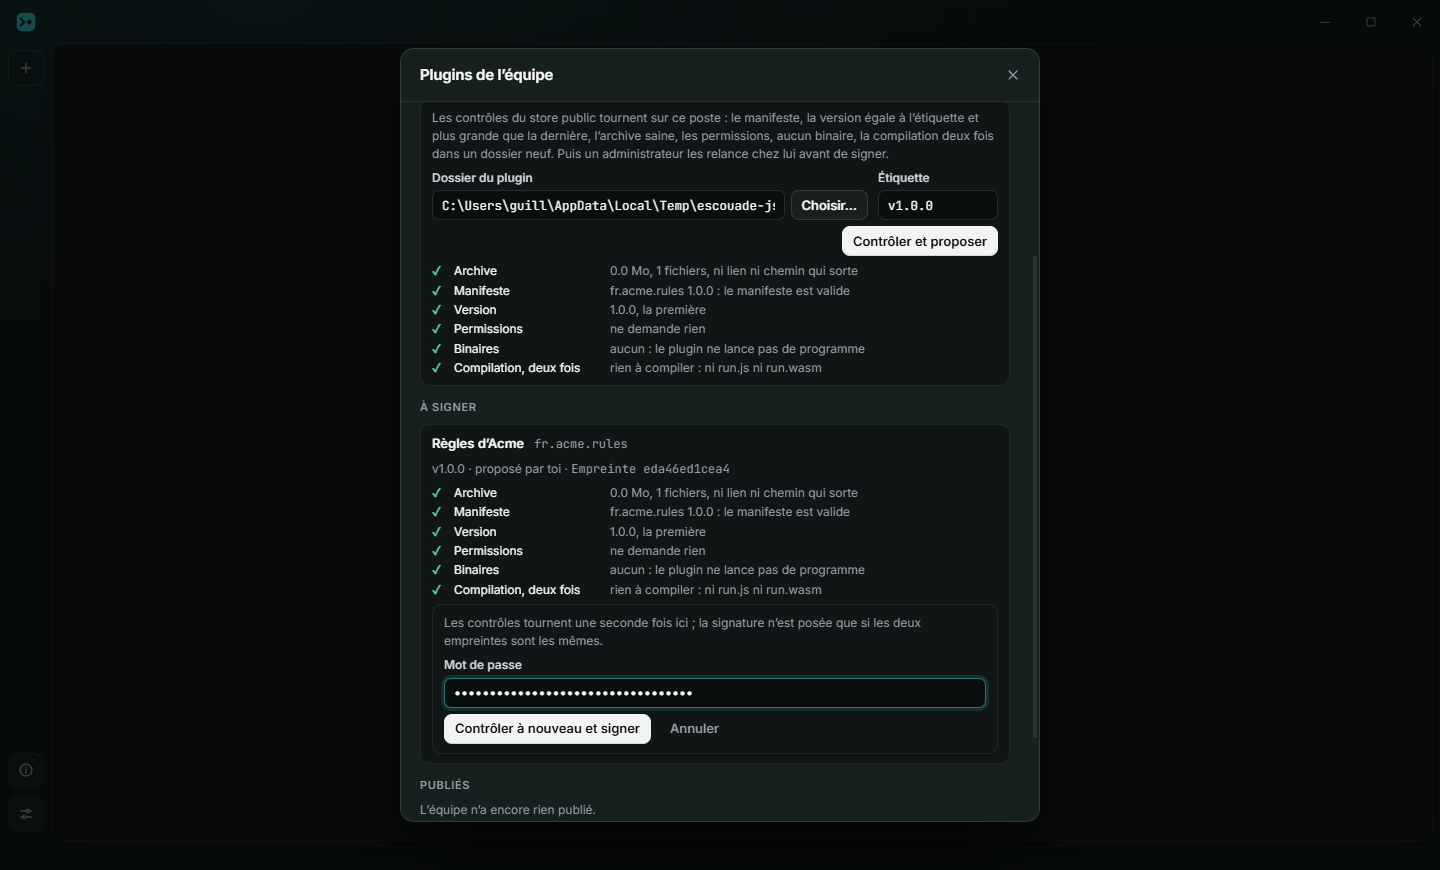 Plugins de l’équipe
Les contrôles du store public tournent sur ce poste : le manifeste, la version égale à l’étiquette et
plus grande que la dernière, l’archive saine, les permissions, aucun binaire, la compilation deux fois
dans un dossier neuf. Puis un administrateur les relance chez lui avant de signer.
Dossier du plugin
Étiquette
C:\Users\guill\AppData\Local\Temp\escouade-js
Choisir…
v1.0.0
Contrôler et proposer
✓ Archive 0.0 Mo, 1 fichiers, ni lien ni chemin qui sorte
✓ Manifeste fr.acme.rules 1.0.0 : le manifeste est valide
✓ Version 1.0.0, la première
✓ Permissions ne demande rien
✓ Binaires aucun : le plugin ne lance pas de programme
✓ Compilation, deux fois rien à compiler : ni run.js ni run.wasm
À SIGNER
Règles d’Acme fr.acme.rules
v1.0.0 · proposé par toi · Empreinte eda46ed1cea4
✓ Archive 0.0 Mo, 1 fichiers, ni lien ni chemin qui sorte
✓ Manifeste fr.acme.rules 1.0.0 : le manifeste est valide
✓ Version 1.0.0, la première
✓ Permissions ne demande rien
✓ Binaires aucun : le plugin ne lance pas de programme
✓ Compilation, deux fois rien à compiler : ni run.js ni run.wasm
Les contrôles tournent une seconde fois ici ; la signature n’est posée que si les deux
empreintes sont les mêmes.
Mot de passe
••••••••••••••••••••••••••••••••••
Contrôler à nouveau et signer
Annuler
PUBLIÉS
L’équipe n’a encore rien publié.